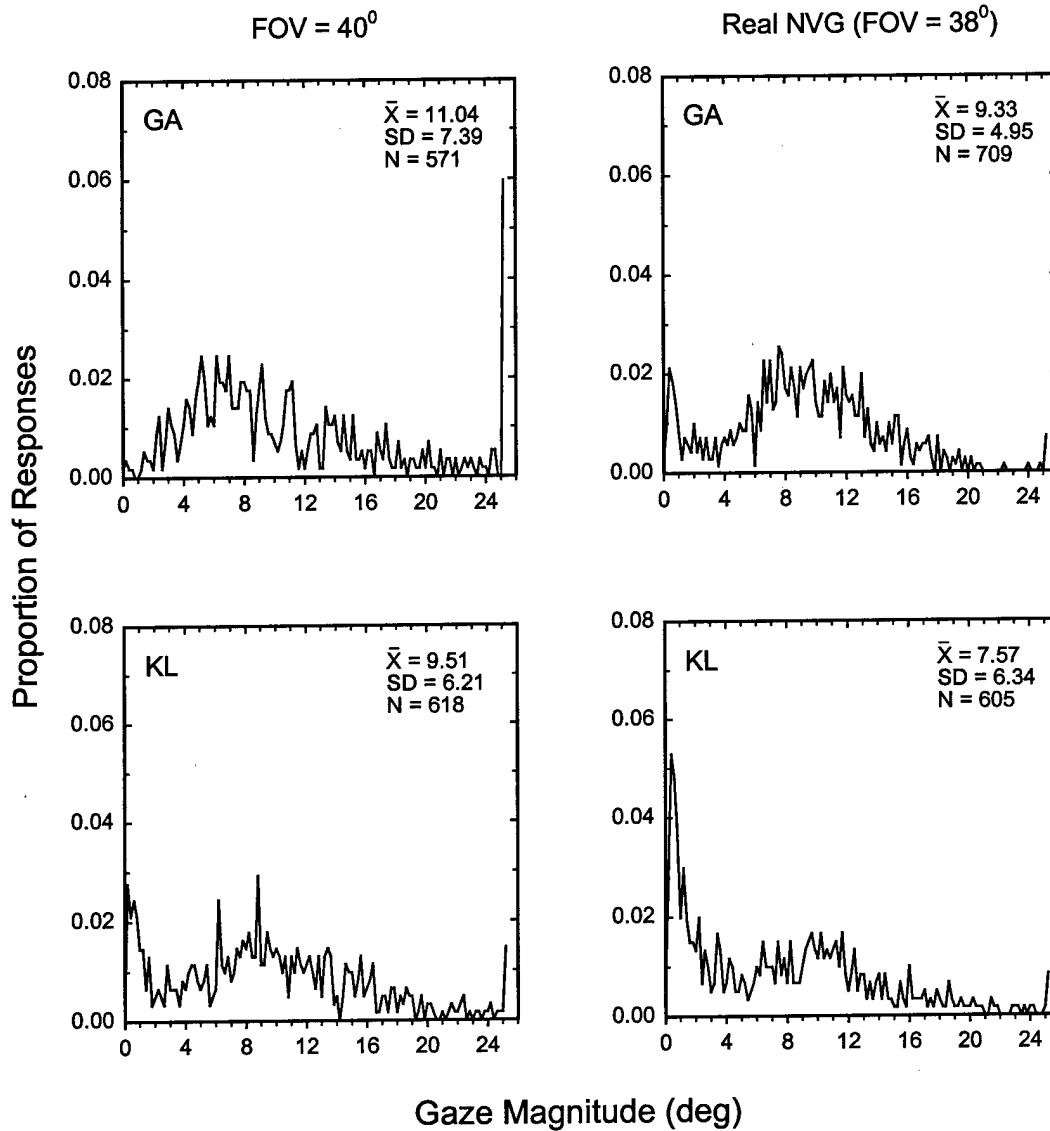 FOV = 40⁰
Real NVG (FOV = 38⁰)
Proportion of Responses
0.08
0.06
0.04
0.02
0.00
GA
X̄ = 11.04
SD = 7.39
N = 571
0 4 8 12 16 20 24
0.08
0.06
0.04
0.02
0.00
GA
X̄ = 9.33
SD = 4.95
N = 709
0 4 8 12 16 20 24
0.08
0.06
0.04
0.02
0.00
KL
X̄ = 9.51
SD = 6.21
N = 618
0 4 8 12 16 20 24
0.08
0.06
0.04
0.02
0.00
KL
X̄ = 7.57
SD = 6.34
N = 605
0 4 8 12 16 20 24
Gaze Magnitude (deg)